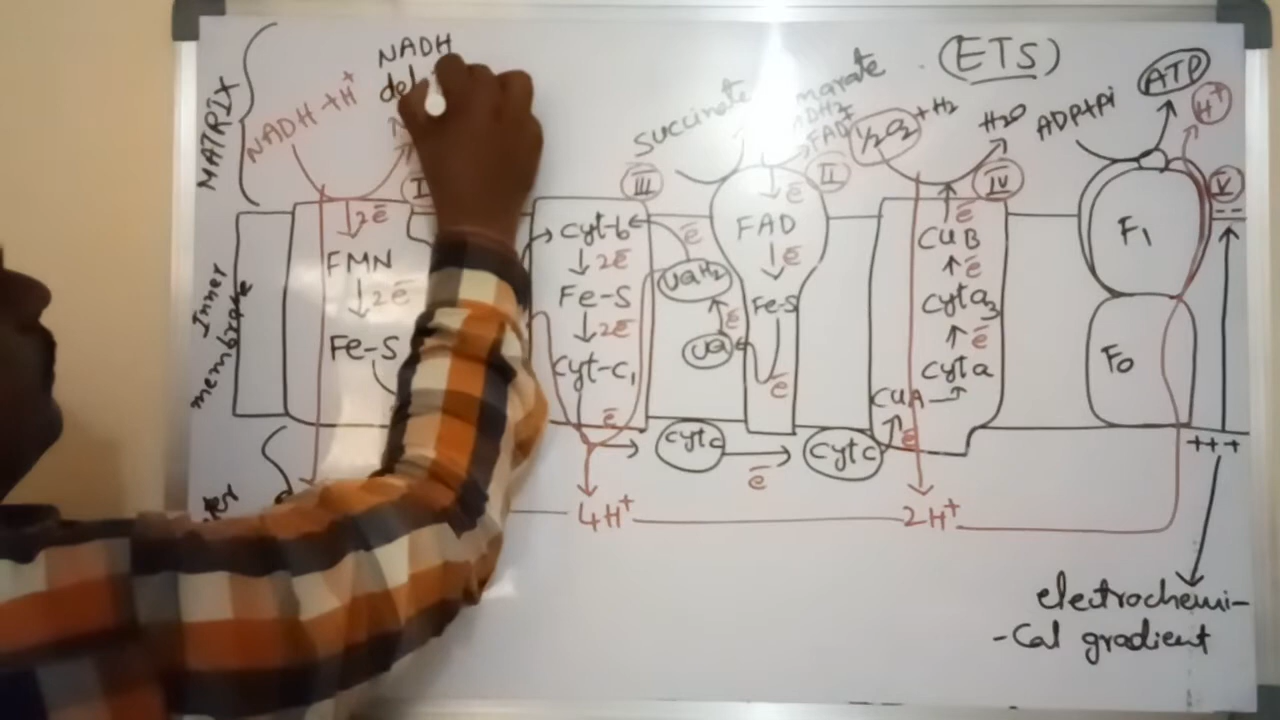 MATRIX
NADH + H⁺
NADH
Succinate
(ETS)
½O₂ + H₂
H₂O
ADP+Pi
ATP
H⁺
I
III
II
IV
V
FAD⁺
Inner
membrane
2e⁻
FMN
2e⁻
Fe-S
Cyt-b
2e⁻
Fe-S
2e⁻
Cyt-C₁
e⁻
e⁻
UQH₂
e⁻
UQ
e⁻
FAD
e⁻
Fe-S
e⁻
e⁻
CUB
e⁻
Cyt a₃
e⁻
Cyt a
CUA
e⁻
F₁
F₀
--
+++
Cyt C
e⁻
Cyt C
4H⁺
2H⁺
electrochemi-
-Cal gradient